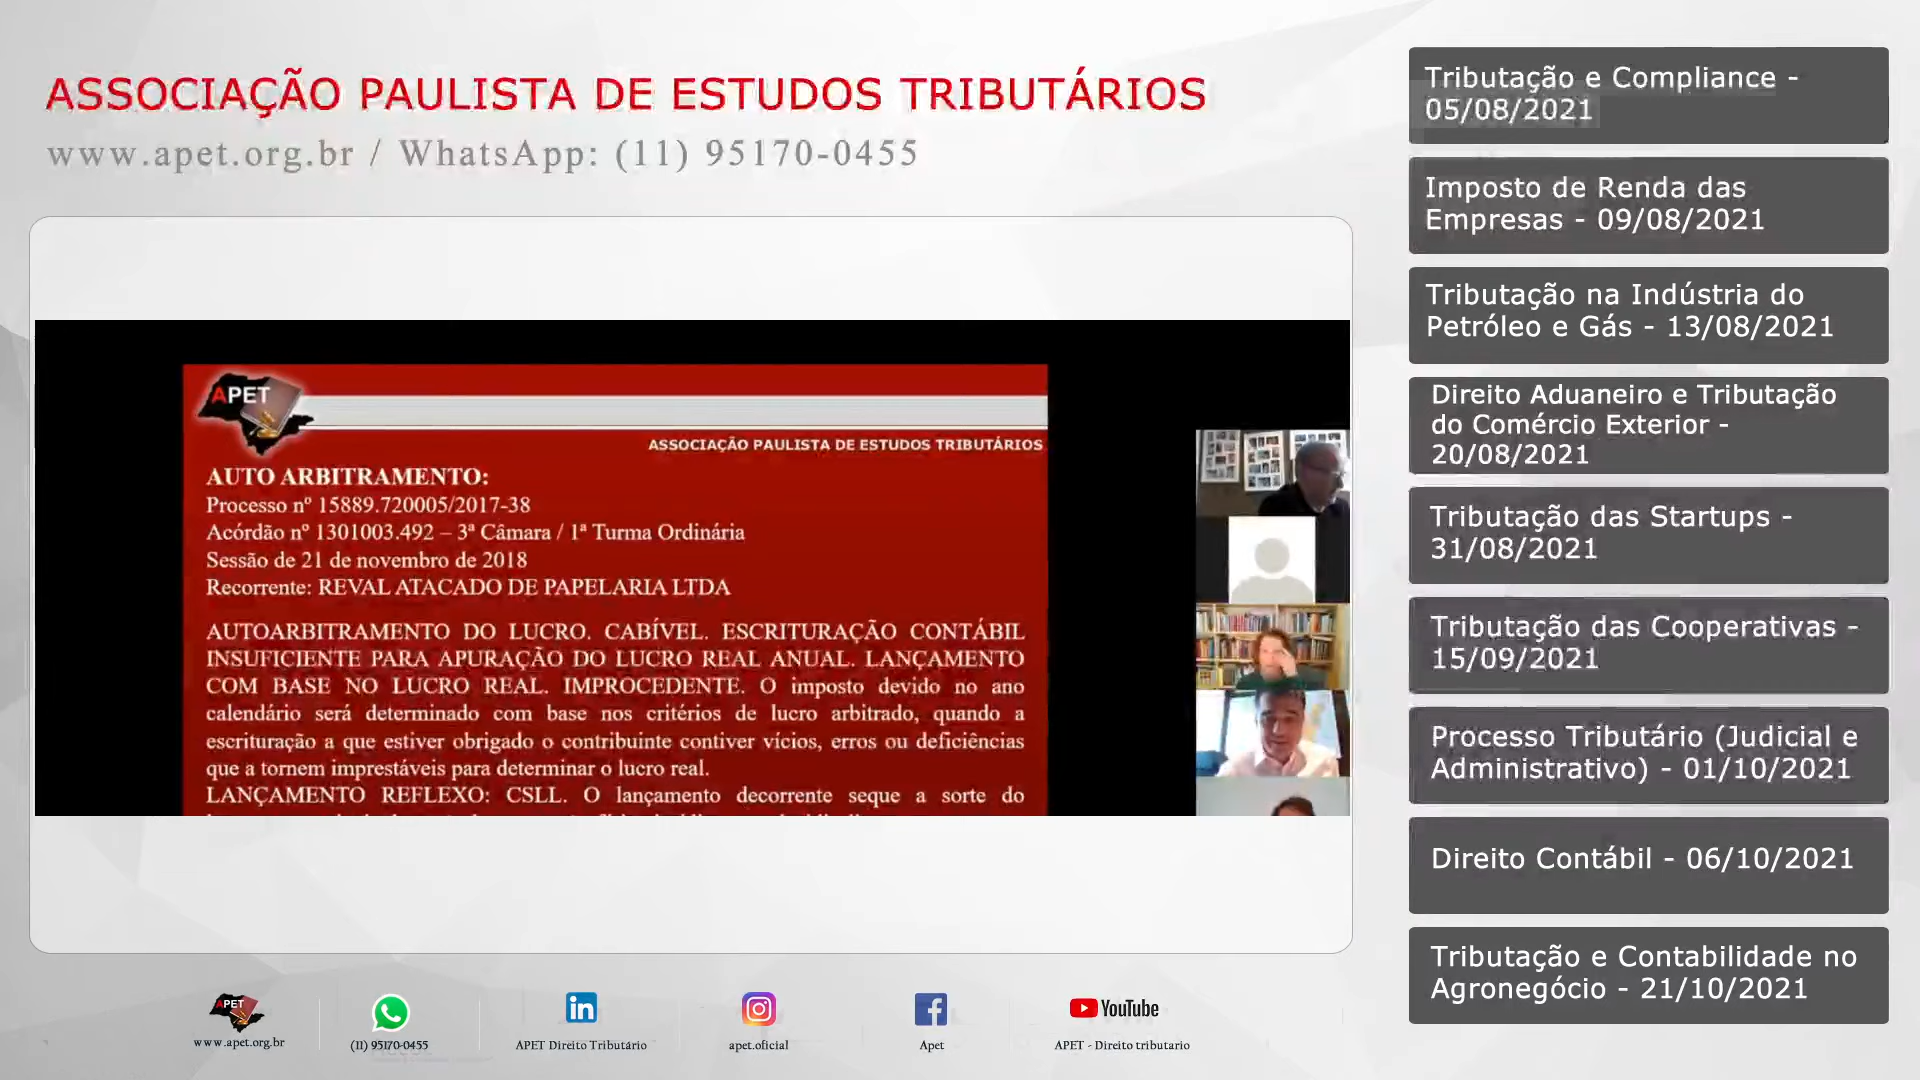 ASSOCIAÇÃO PAULISTA DE ESTUDOS TRIBUTÁRIOS
www.apet.org.br / WhatsApp: (11) 95170-0455
APET
ASSOCIAÇÃO PAULISTA DE ESTUDOS TRIBUTÁRIOS
AUTO ARBITRAMENTO:
Processo nº 15889.720005/2017-38
Acórdão nº 1301003.492 – 3ª Câmara / 1ª Turma Ordinária
Sessão de 21 de novembro de 2018
Recorrente: REVAL ATACADO DE PAPELARIA LTDA
AUTOARBITRAMENTO DO LUCRO. CABÍVEL. ESCRITURAÇÃO CONTÁBIL
INSUFICIENTE PARA APURAÇÃO DO LUCRO REAL ANUAL. LANÇAMENTO
COM BASE NO LUCRO REAL. IMPROCEDENTE. O imposto devido no ano
calendário será determinado com base nos critérios de lucro arbitrado, quando a
escrituração a que estiver obrigado o contribuinte contiver vícios, erros ou deficiências
que a tornem imprestáveis para determinar o lucro real.
LANÇAMENTO REFLEXO: CSLL. O lançamento decorrente seque a sorte do
Tributação e Compliance -
05/08/2021
Imposto de Renda das
Empresas - 09/08/2021
Tributação na Indústria do
Petróleo e Gás - 13/08/2021
Direito Aduaneiro e Tributação
do Comércio Exterior -
20/08/2021
Tributação das Startups -
31/08/2021
Tributação das Cooperativas -
15/09/2021
Processo Tributário (Judicial e
Administrativo) - 01/10/2021
Direito Contábil - 06/10/2021
Tributação e Contabilidade no
Agronegócio - 21/10/2021
APET
www.apet.org.br
(11) 95170-0455
in
APET Direito Tributário
apet.oficial
Apet
YouTube
APET - Direito tributario